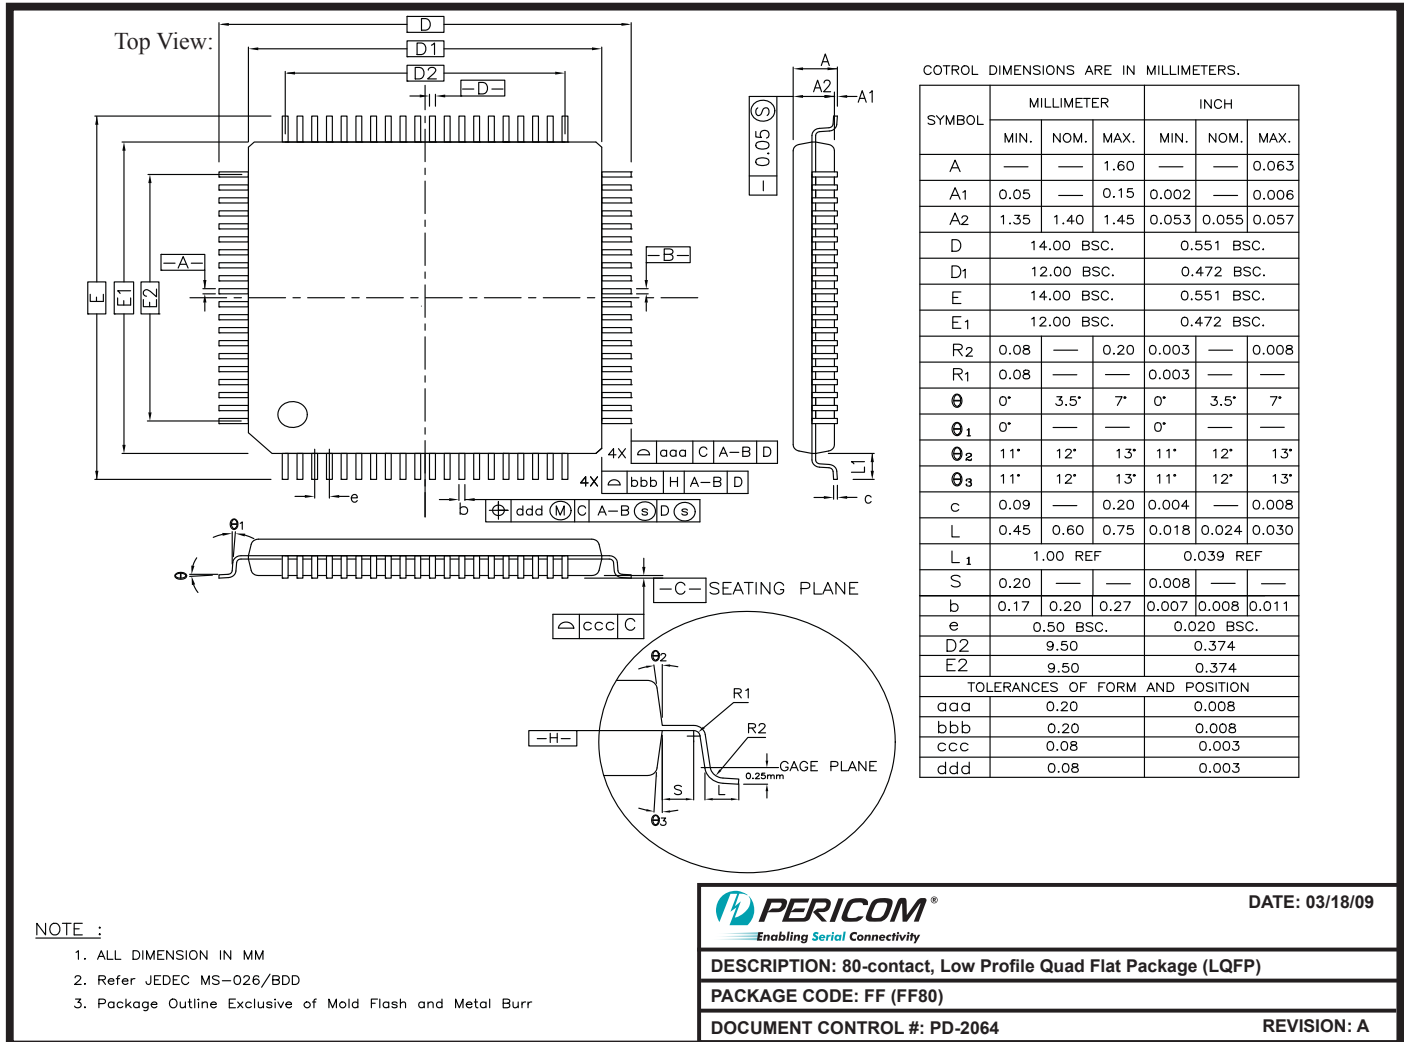 Top View:
D
D1
D2
-D-
E
E1
E2
-A-
-B-
4X ⌓ aaa C A-B D
4X ⌓ bbb H A-B D
e
b
⌖ ddd Ⓜ C A-B Ⓢ D Ⓢ
A
A2
A1
- 0.05 Ⓢ
L1
c
θ1
θ
-C- SEATING PLANE
⌓ ccc C
θ2
R1
R2
-H-
GAGE PLANE
0.25mm
S
L
θ3
COTROL DIMENSIONS ARE IN MILLIMETERS.
SYMBOL MILLIMETER INCH
MIN. NOM. MAX. MIN. NOM. MAX.
A — — 1.60 — — 0.063
A1 0.05 — 0.15 0.002 — 0.006
A2 1.35 1.40 1.45 0.053 0.055 0.057
D 14.00 BSC. 0.551 BSC.
D1 12.00 BSC. 0.472 BSC.
E 14.00 BSC. 0.551 BSC.
E1 12.00 BSC. 0.472 BSC.
R2 0.08 — 0.20 0.003 — 0.008
R1 0.08 — — 0.003 — —
θ 0° 3.5° 7° 0° 3.5° 7°
θ1 0° — — 0° — —
θ2 11° 12° 13° 11° 12° 13°
θ3 11° 12° 13° 11° 12° 13°
c 0.09 — 0.20 0.004 — 0.008
L 0.45 0.60 0.75 0.018 0.024 0.030
L1 1.00 REF 0.039 REF
S 0.20 — — 0.008 — —
b 0.17 0.20 0.27 0.007 0.008 0.011
e 0.50 BSC. 0.020 BSC.
D2 9.50 0.374
E2 9.50 0.374
TOLERANCES OF FORM AND POSITION
aaa 0.20 0.008
bbb 0.20 0.008
ccc 0.08 0.003
ddd 0.08 0.003
NOTE :
1. ALL DIMENSION IN MM
2. Refer JEDEC MS-026/BDD
3. Package Outline Exclusive of Mold Flash and Metal Burr
PERICOM®
Enabling Serial Connectivity
DATE: 03/18/09
DESCRIPTION: 80-contact, Low Profile Quad Flat Package (LQFP)
PACKAGE CODE: FF (FF80)
DOCUMENT CONTROL #: PD-2064
REVISION: A